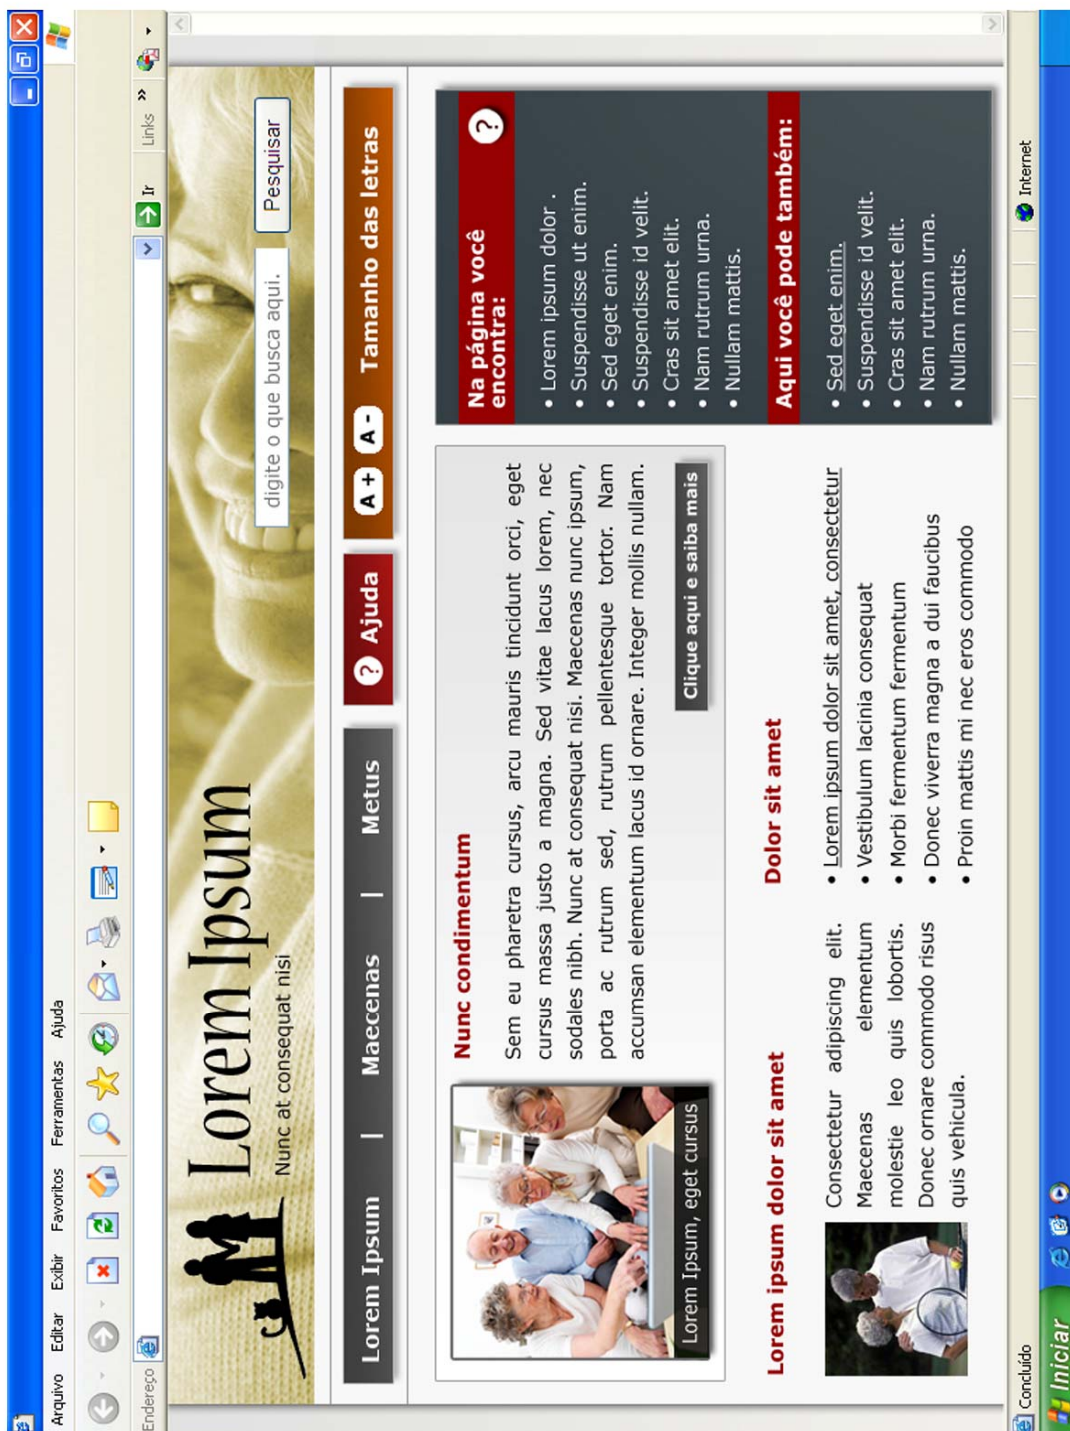 Arquivo Editar Exibir Favoritos Ferramentas Ajuda
Endereço
Ir
Links »
Lorem Ipsum
Nunc at consequat nisi
digite o que busca aqui.
Pesquisar
Lorem Ipsum | Maecenas | Metus
? Ajuda
A + A - Tamanho das letras
Lorem Ipsum, eget cursus
Nunc condimentum
Sem eu pharetra cursus, arcu mauris tincidunt orci, eget
cursus massa justo a magna. Sed vitae lacus lorem, nec
sodales nibh. Nunc at consequat nisi. Maecenas nunc ipsum,
porta ac rutrum sed, rutrum pellentesque tortor. Nam
accumsan elementum lacus id ornare. Integer mollis nullam.
Clique aqui e saiba mais
Lorem ipsum dolor sit amet
Consectetur adipiscing elit.
Maecenas elementum
molestie leo quis lobortis.
Donec ornare commodo risus
quis vehicula.
Dolor sit amet
• Lorem ipsum dolor sit amet, consectetur
• Vestibulum lacinia consequat
• Morbi fermentum fermentum
• Donec viverra magna a dui faucibus
• Proin mattis mi nec eros commodo
Na página você
encontra:
?
• Lorem ipsum dolor .
• Suspendisse ut enim.
• Sed eget enim.
• Suspendisse id velit.
• Cras sit amet elit.
• Nam rutrum urna.
• Nullam mattis.
Aqui você pode também:
• Sed eget enim.
• Suspendisse id velit.
• Cras sit amet elit.
• Nam rutrum urna.
• Nullam mattis.
Concluído
Internet
Iniciar